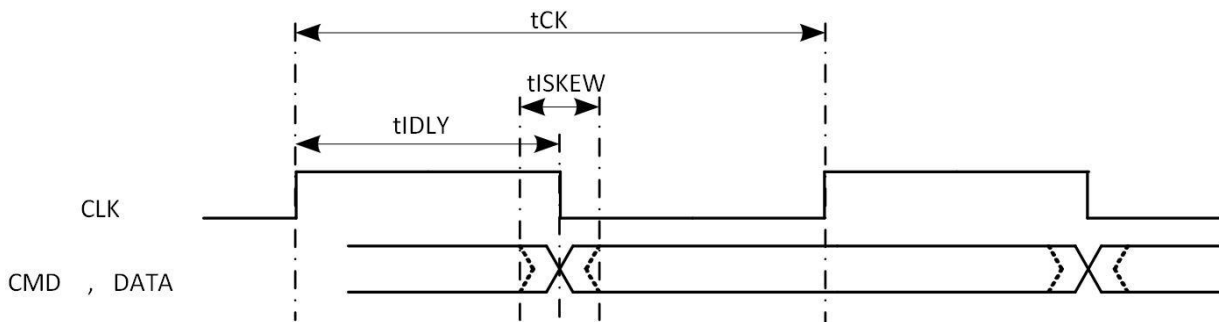 tCK
tISKEW
tIDLY
CLK
CMD , DATA